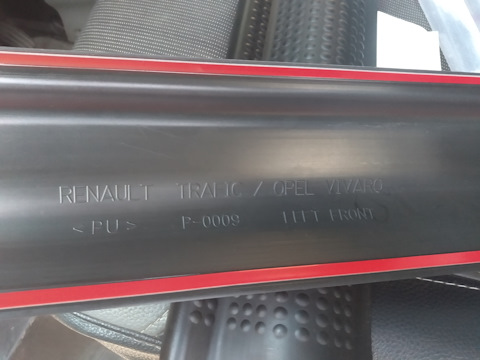 RENAULT TRAFIC / OPEL VIVARO
<PU> P-0009 LEFT FRONT